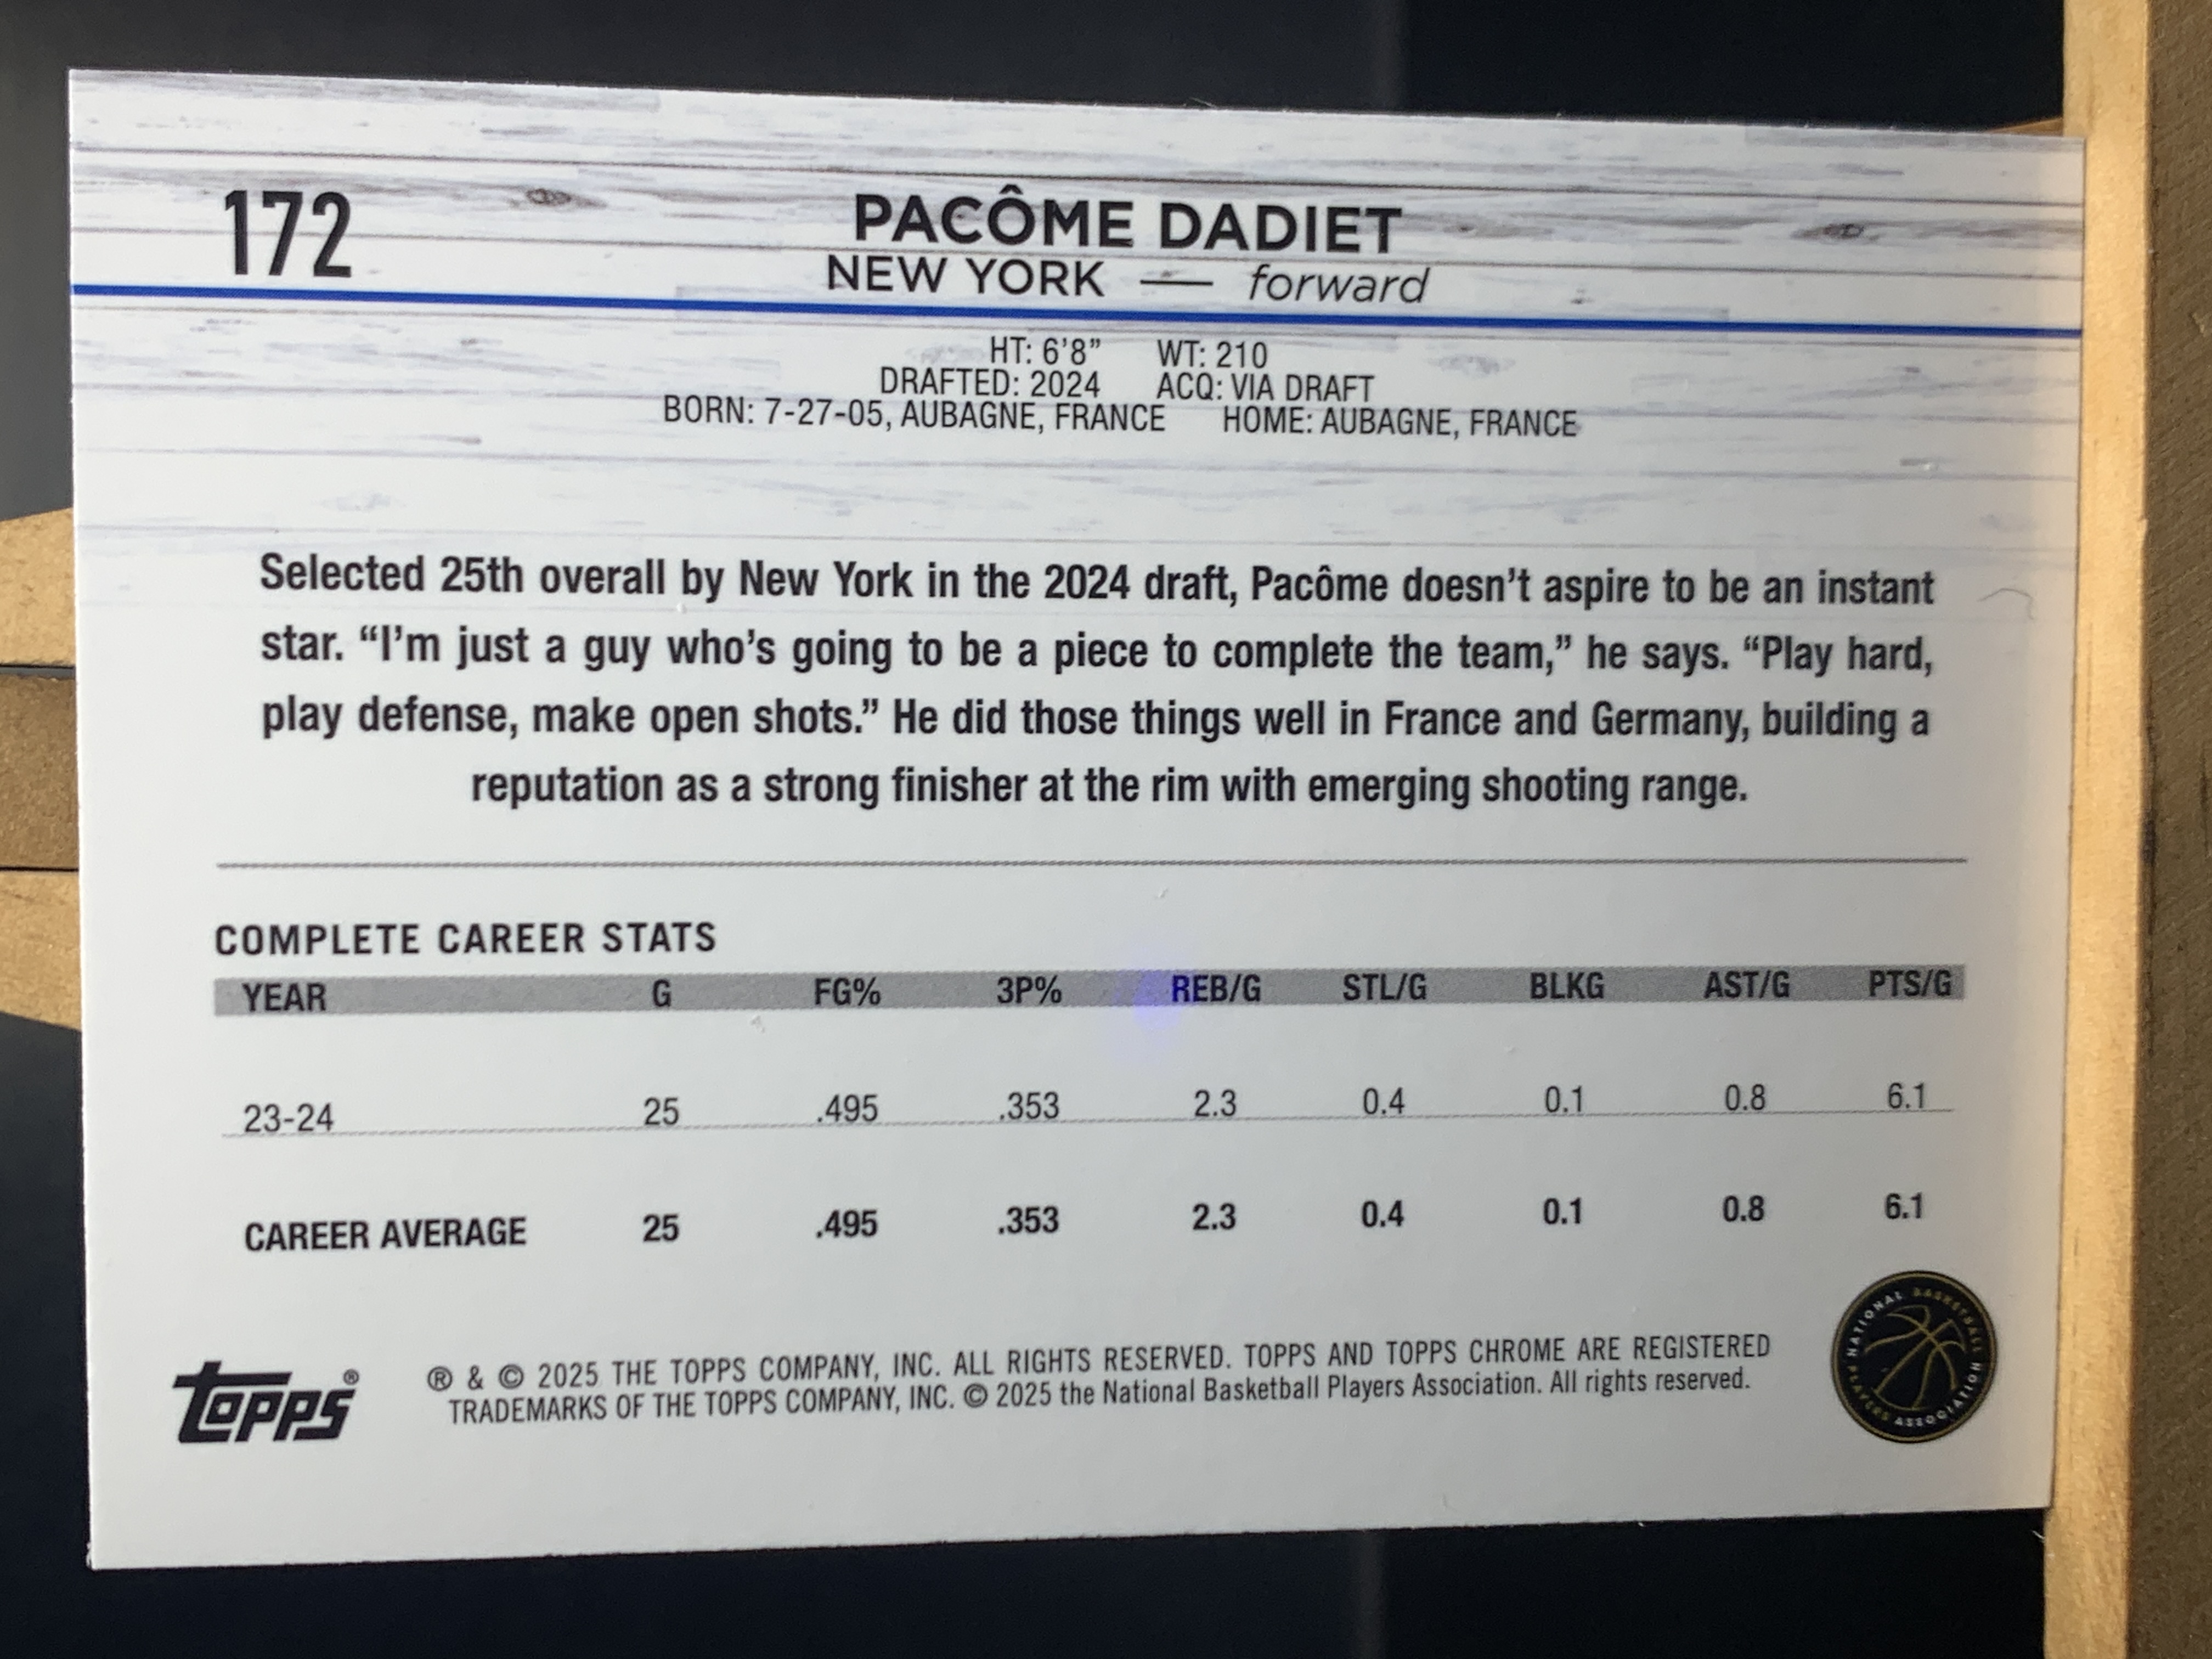 172
PACÔME DADIET
NEW YORK — forward
HT: 6'8” WT: 210
DRAFTED: 2024 ACQ: VIA DRAFT
BORN: 7-27-05, AUBAGNE, FRANCE HOME: AUBAGNE, FRANCE
Selected 25th overall by New York in the 2024 draft, Pacôme doesn’t aspire to be an instant
star. “I’m just a guy who’s going to be a piece to complete the team,” he says. “Play hard,
play defense, make open shots.” He did those things well in France and Germany, building a
reputation as a strong finisher at the rim with emerging shooting range.
COMPLETE CAREER STATS
YEAR G FG% 3P% REB/G STL/G BLKG AST/G PTS/G
23-24 25 .495 .353 2.3 0.4 0.1 0.8 6.1
CAREER AVERAGE 25 .495 .353 2.3 0.4 0.1 0.8 6.1
topps®
® & © 2025 THE TOPPS COMPANY, INC. ALL RIGHTS RESERVED. TOPPS AND TOPPS CHROME ARE REGISTERED
TRADEMARKS OF THE TOPPS COMPANY, INC. © 2025 the National Basketball Players Association. All rights reserved.
NATIONAL BASKETBALL PLAYERS ASSOCIATION